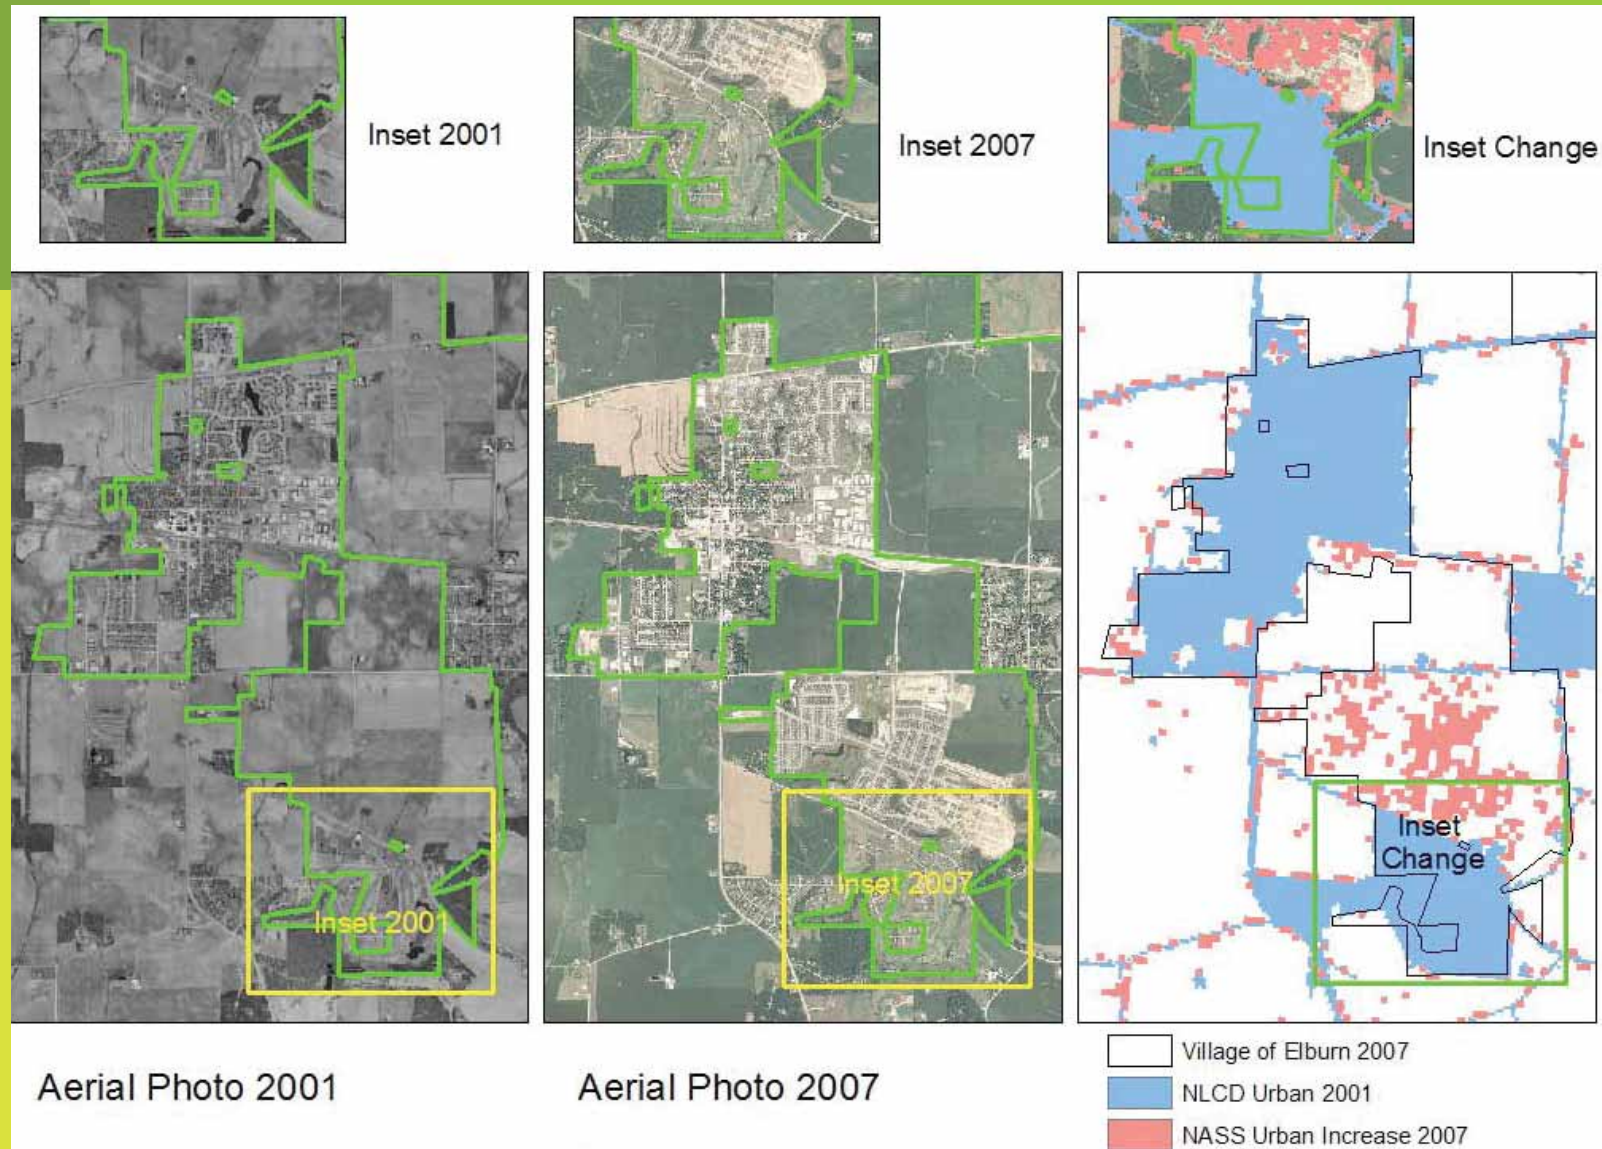 Inset 2001
Inset 2007
Inset Change
Inset 2001
Inset 2007
Inset
Change
Aerial Photo 2001
Aerial Photo 2007
Village of Elburn 2007
NLCD Urban 2001
NASS Urban Increase 2007